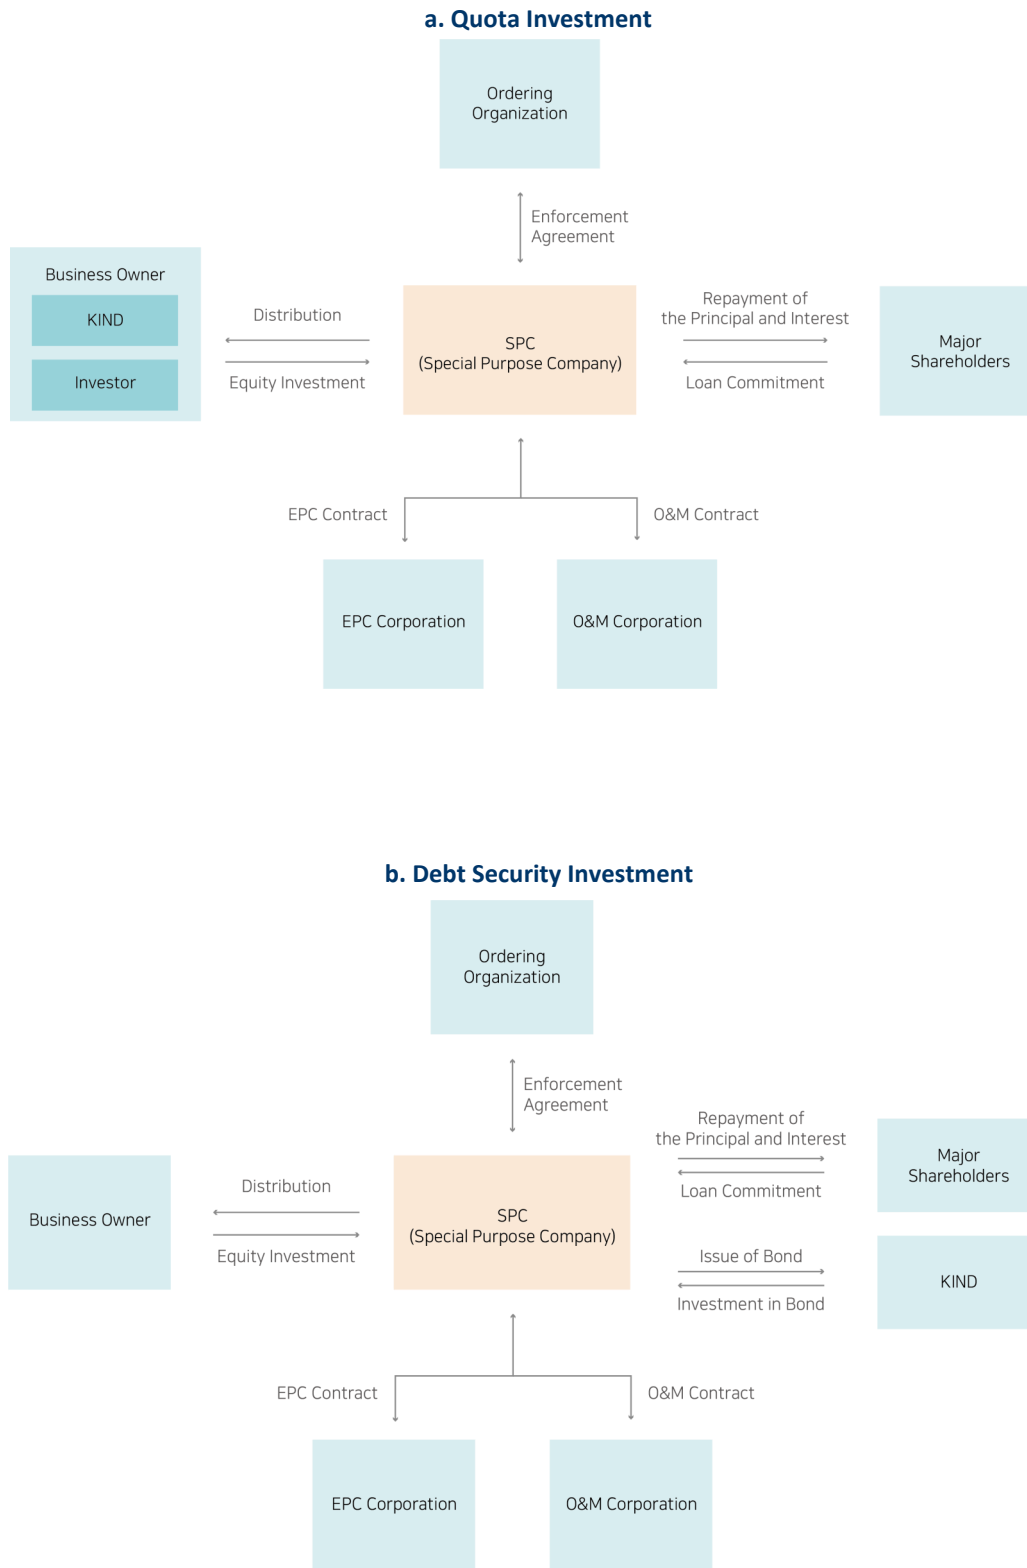 a. Quota Investment
Ordering
Organization
Enforcement
Agreement
Business Owner
KIND
Investor
Distribution
Equity Investment
SPC
(Special Purpose Company)
Repayment of
the Principal and Interest
Loan Commitment
Major
Shareholders
EPC Contract
O&M Contract
EPC Corporation
O&M Corporation
b. Debt Security Investment
Ordering
Organization
Enforcement
Agreement
Business Owner
Distribution
Equity Investment
SPC
(Special Purpose Company)
Repayment of
the Principal and Interest
Loan Commitment
Major
Shareholders
Issue of Bond
Investment in Bond
KIND
EPC Contract
O&M Contract
EPC Corporation
O&M Corporation